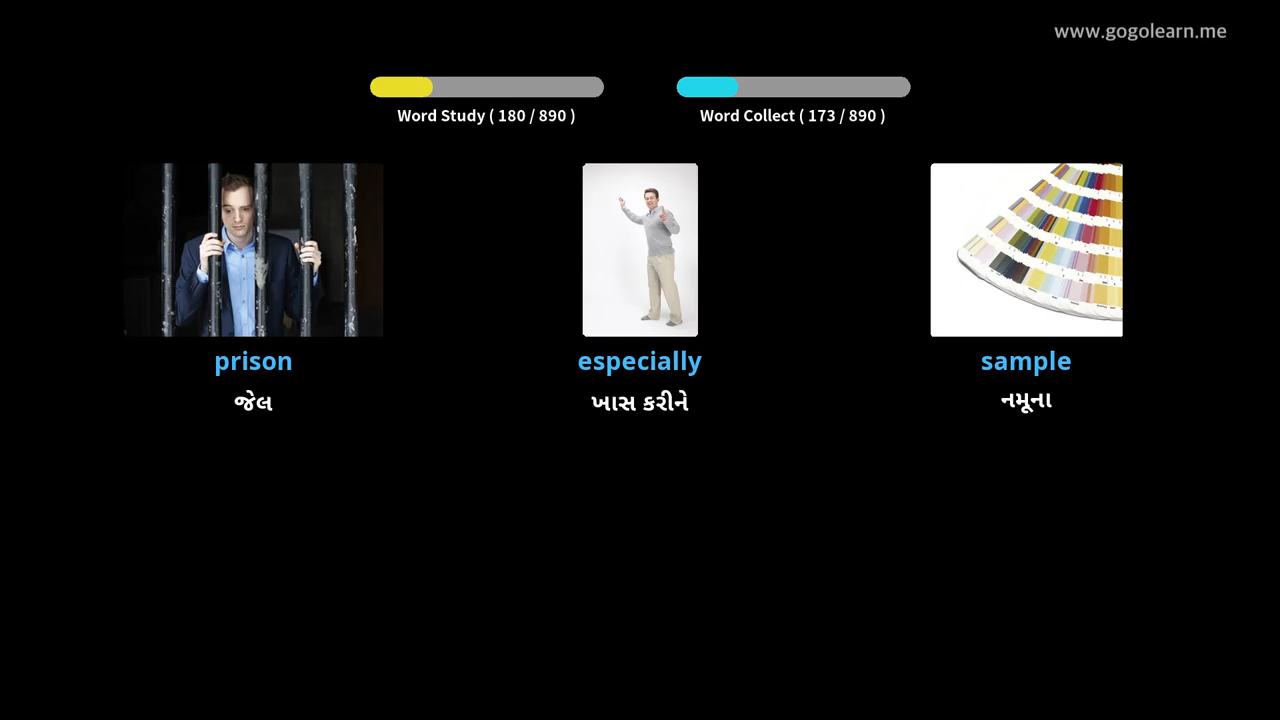 www.gogolearn.me
Word Study ( 180 / 890 )
Word Collect ( 173 / 890 )
prison
especially
sample
જેલ
ખાસ કરીને
નમૂના